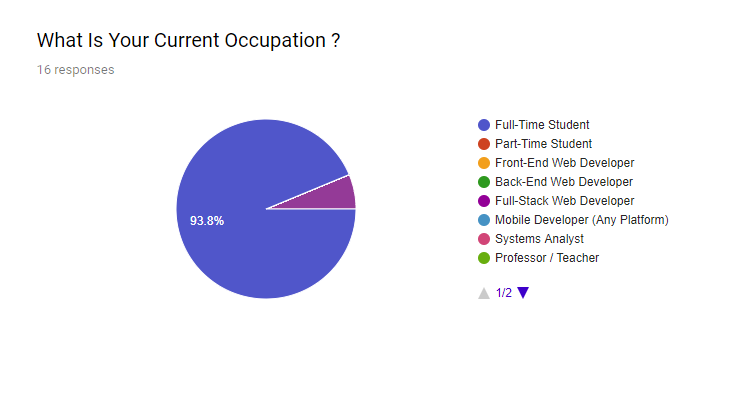 What Is Your Current Occupation ?
16 responses
93.8%
Full-Time Student
Part-Time Student
Front-End Web Developer
Back-End Web Developer
Full-Stack Web Developer
Mobile Developer (Any Platform)
Systems Analyst
Professor / Teacher
1/2